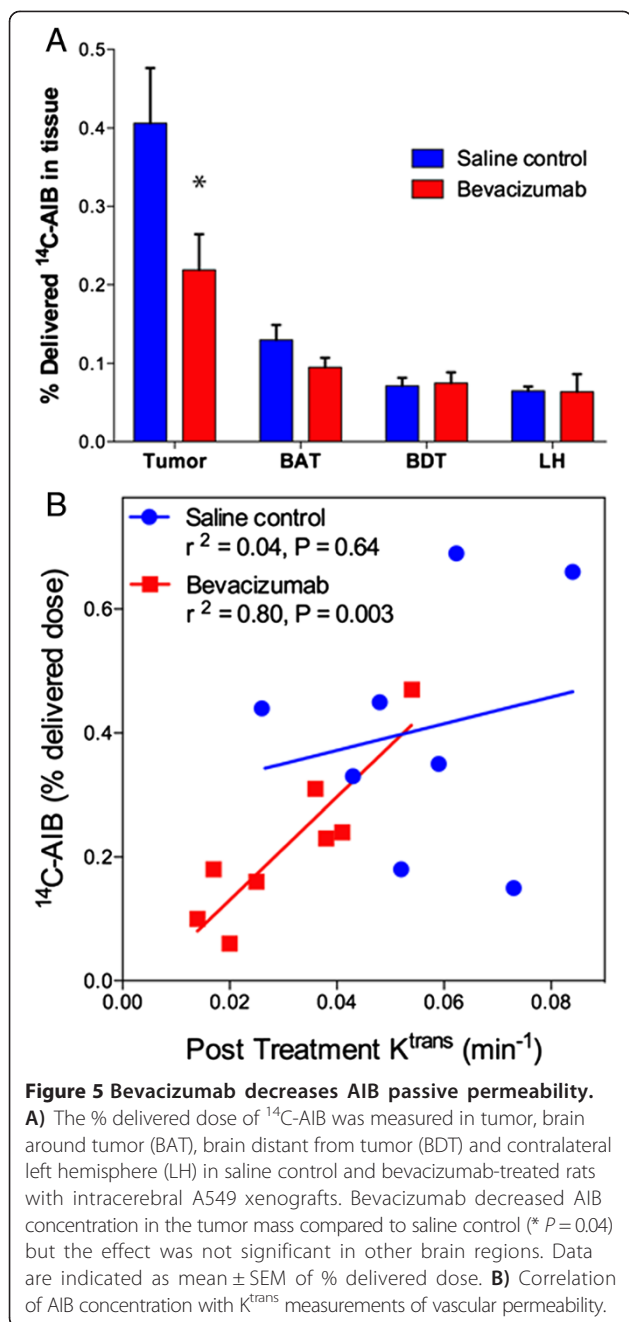 A
0.5
0.4
0.3
0.2
0.1
0.0
% Delivered ¹⁴C-AIB in tissue
*
Saline control
Bevacizumab
Tumor BAT BDT LH
B
Saline control
r² = 0.04, P = 0.64
Bevacizumab
r² = 0.80, P = 0.003
0.6
0.4
0.2
0.0
¹⁴C-AIB (% delivered dose)
0.00 0.02 0.04 0.06 0.08
Post Treatment Kᵗʳᵃⁿˢ (min⁻¹)
Figure 5 Bevacizumab decreases AIB passive permeability.
A) The % delivered dose of ¹⁴C-AIB was measured in tumor, brain
around tumor (BAT), brain distant from tumor (BDT) and contralateral
left hemisphere (LH) in saline control and bevacizumab-treated rats
with intracerebral A549 xenografts. Bevacizumab decreased AIB
concentration in the tumor mass compared to saline control (* P = 0.04)
but the effect was not significant in other brain regions. Data
are indicated as mean ± SEM of % delivered dose. B) Correlation
of AIB concentration with Kᵗʳᵃⁿˢ measurements of vascular permeability.